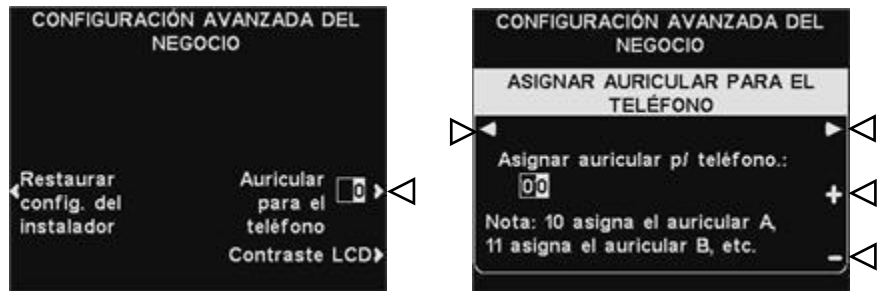 CONFIGURACIÓN AVANZADA DEL
NEGOCIO
Restaurar
config. del
instalador
Auricular
para el
teléfono
0
Contraste LCD
CONFIGURACIÓN AVANZADA DEL
NEGOCIO
ASIGNAR AURICULAR PARA EL
TELÉFONO
Asignar auricular p/ teléfono.:
00
+
Nota: 10 asigna el auricular A,
11 asigna el auricular B, etc.
-